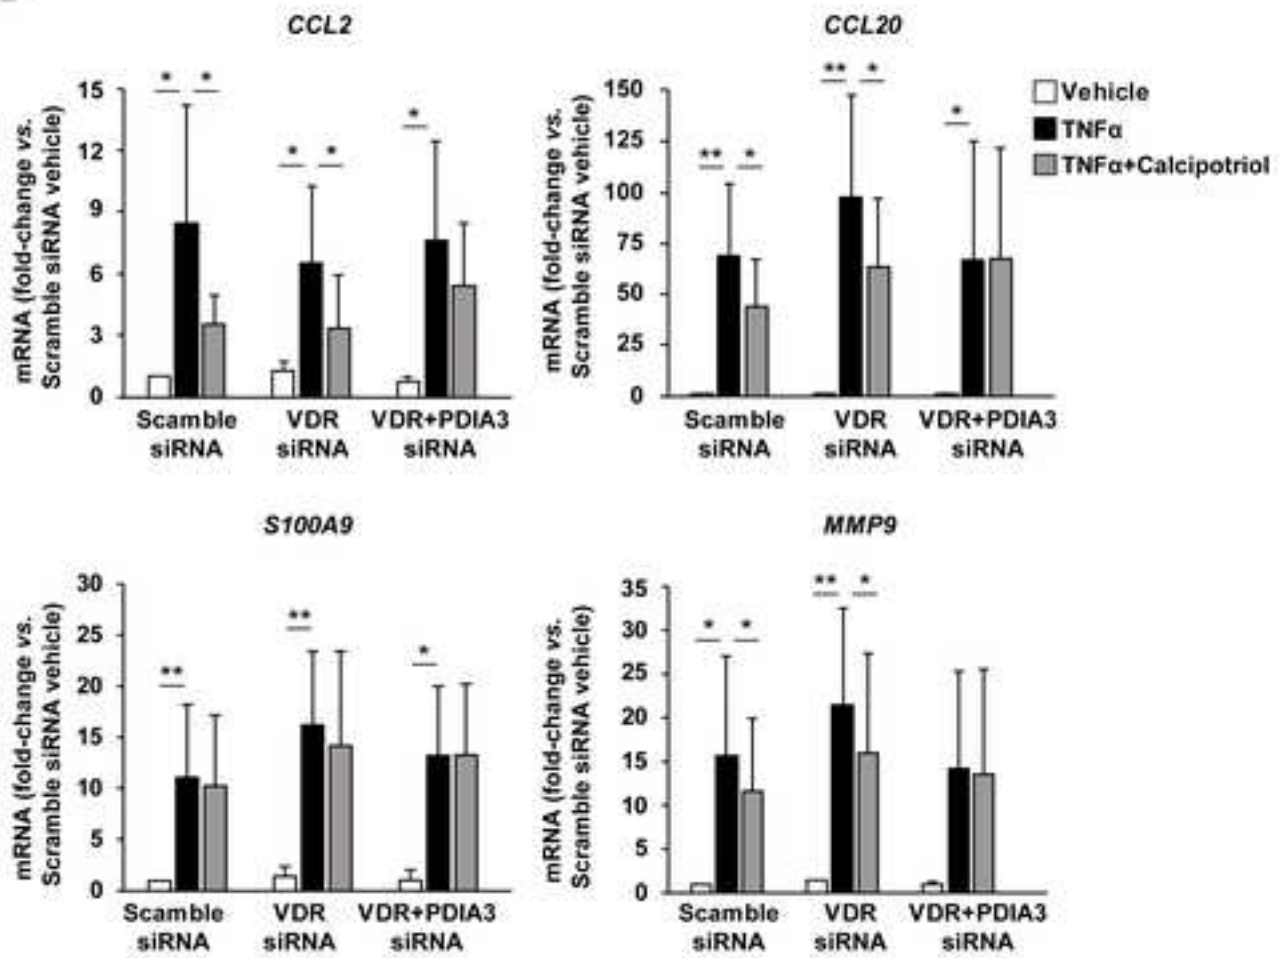 CCL2
mRNA (fold-change vs.
Scramble siRNA vehicle)
15
12
9
6
3
0
* *
* *
*
Scamble
siRNA
VDR
siRNA
VDR+PDIA3
siRNA
CCL20
mRNA (fold-change vs.
Scramble siRNA vehicle)
150
125
100
75
50
25
0
** *
** *
*
Scamble
siRNA
VDR
siRNA
VDR+PDIA3
siRNA
Vehicle
TNFα
TNFα+Calcipotriol
S100A9
mRNA (fold-change vs.
Scramble siRNA vehicle)
30
25
20
15
10
5
0
**
**
*
Scamble
siRNA
VDR
siRNA
VDR+PDIA3
siRNA
MMP9
mRNA (fold-change vs.
Scramble siRNA vehicle)
35
30
25
20
15
10
5
0
* *
** *
Scamble
siRNA
VDR
siRNA
VDR+PDIA3
siRNA